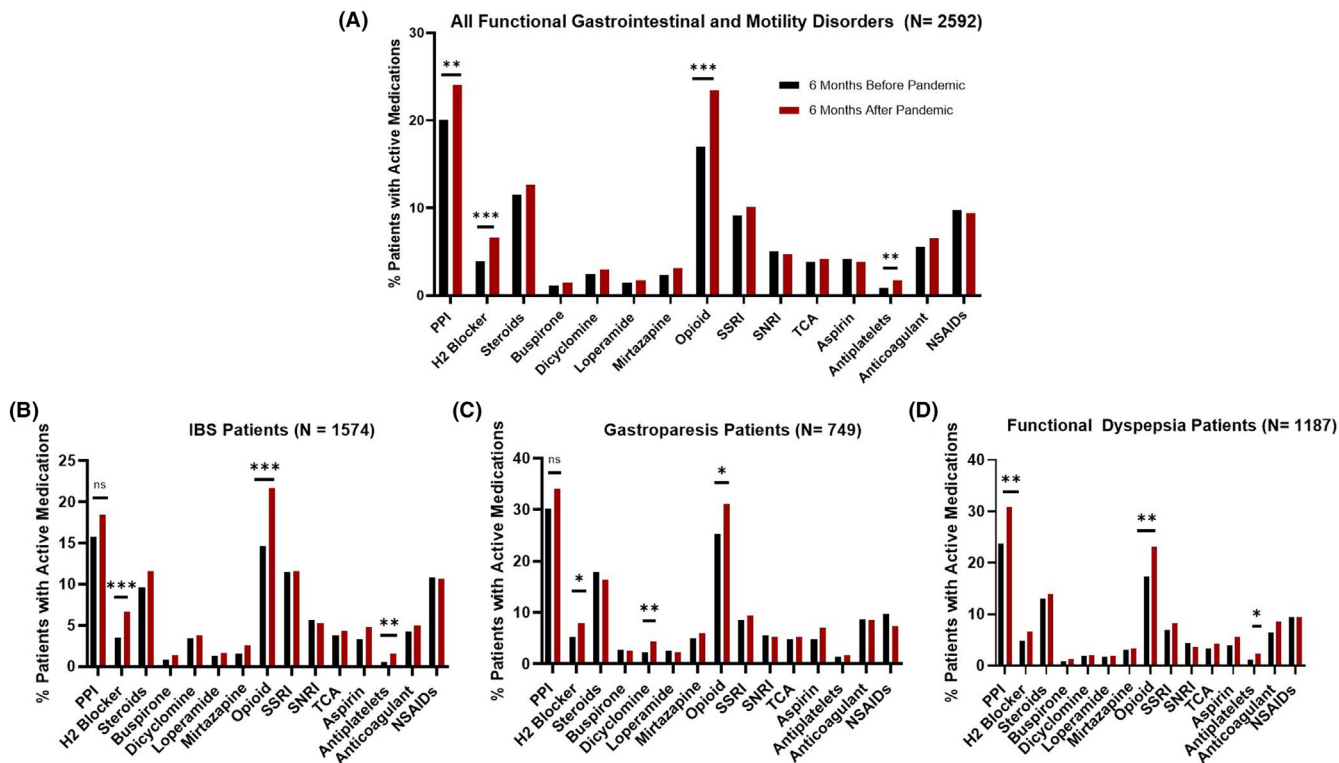 (A)
All Functional Gastrointestinal and Motility Disorders (N= 2592)
% Patients with Active Medications
30
20
10
0
**
***
***
**
6 Months Before Pandemic
6 Months After Pandemic
PPI
H2 Blocker
Steroids
Buspirone
Dicyclomine
Loperamide
Mirtazapine
Opioid
SSRI
SNRI
TCA
Aspirin
Antiplatelets
Anticoagulant
NSAIDs
(B)
IBS Patients (N = 1574)
% Patients with Active Medications
25
20
15
10
5
0
ns
***
***
**
PPI
H2 Blocker
Steroids
Buspirone
Dicyclomine
Loperamide
Mirtazapine
Opioid
SSRI
SNRI
TCA
Aspirin
Antiplatelets
Anticoagulant
NSAIDs
(C)
Gastroparesis Patients (N= 749)
% Patients with Active Medications
40
30
20
10
0
ns
*
**
*
PPI
H2 Blocker
Steroids
Buspirone
Dicyclomine
Loperamide
Mirtazapine
Opioid
SSRI
SNRI
TCA
Aspirin
Antiplatelets
Anticoagulant
NSAIDs
(D)
Functional Dyspepsia Patients (N= 1187)
% Patients with Active Medications
40
30
20
10
0
**
**
*
PPI
H2 Blocker
Steroids
Buspirone
Dicyclomine
Loperamide
Mirtazapine
Opioid
SSRI
SNRI
TCA
Aspirin
Antiplatelets
Anticoagulant
NSAIDs